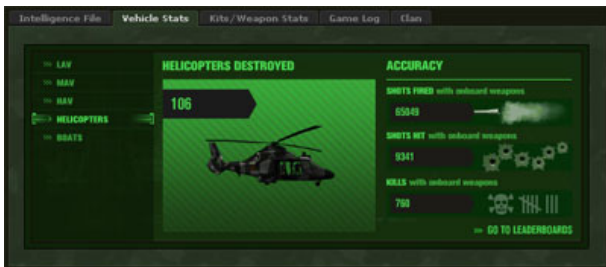 Intelligence File
Vehicle Stats
Kits/Weapon Stats
Game Log
Clan
LAV
MAV
HAV
HELICOPTERS
BOATS
HELICOPTERS DESTROYED
106
ACCURACY
SHOTS FIRED with onboard weapons
65049
SHOTS HIT with onboard weapons
9341
KILLS with onboard weapons
760
GO TO LEADERBOARDS